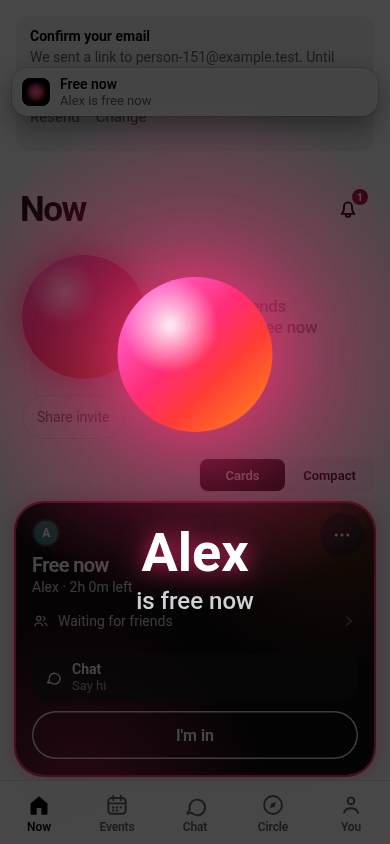 Confirm your email
We sent a link to person-151@example.test. Until
Free now
Alex is free now
Resend Change
Now
1
ends
ee now
Share invite
Cards
Compact
A
Alex
Free now
Alex · 2h 0m left
is free now
Waiting for friends
Chat
Say hi
I'm in
Now
Events
Chat
Circle
You